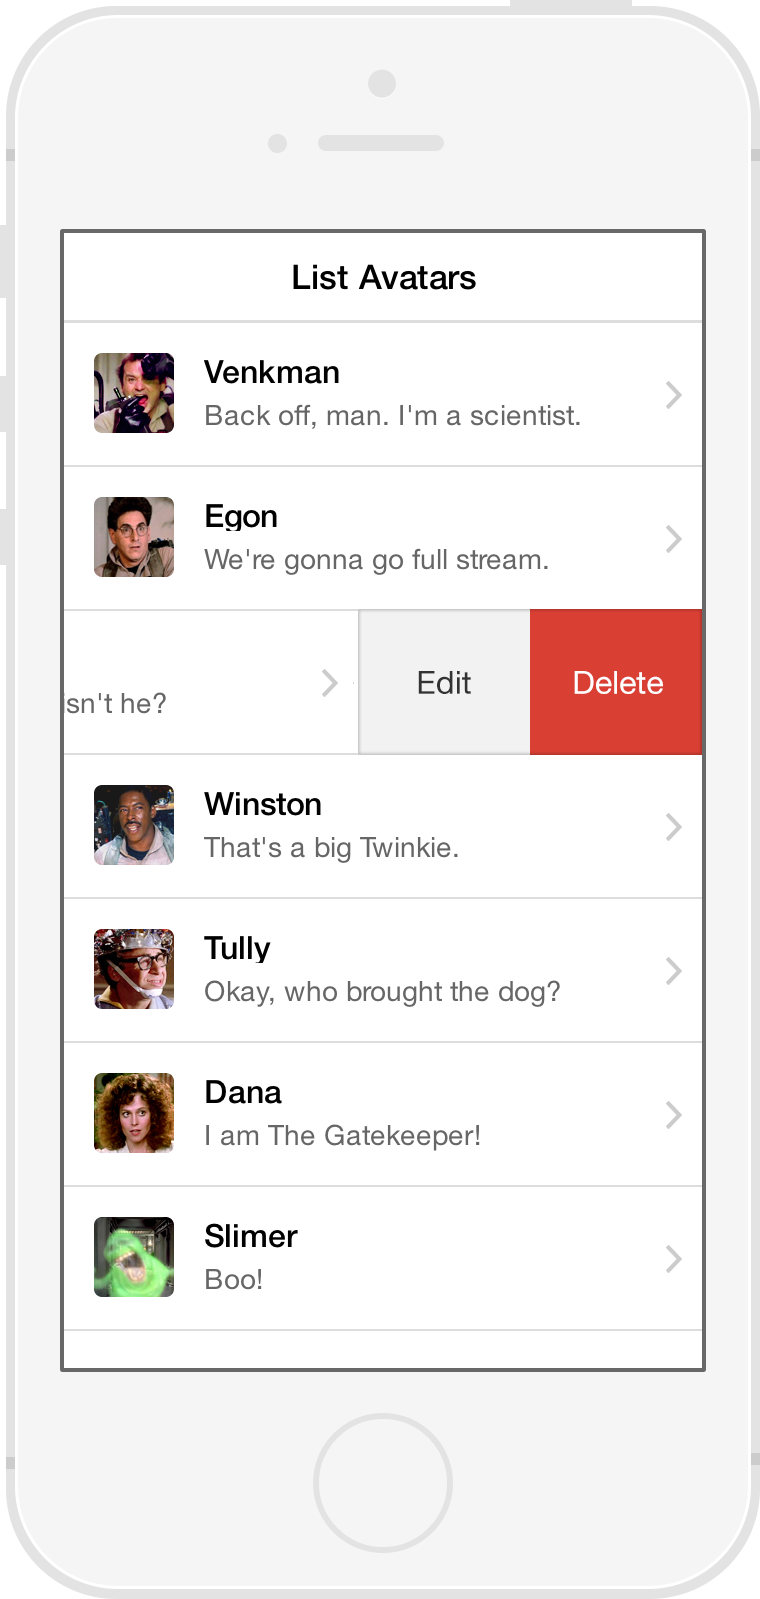 List Avatars
Venkman
Back off, man. I'm a scientist.
Egon
We're gonna go full stream.
isn't he?
Edit
Delete
Winston
That's a big Twinkie.
Tully
Okay, who brought the dog?
Dana
I am The Gatekeeper!
Slimer
Boo!